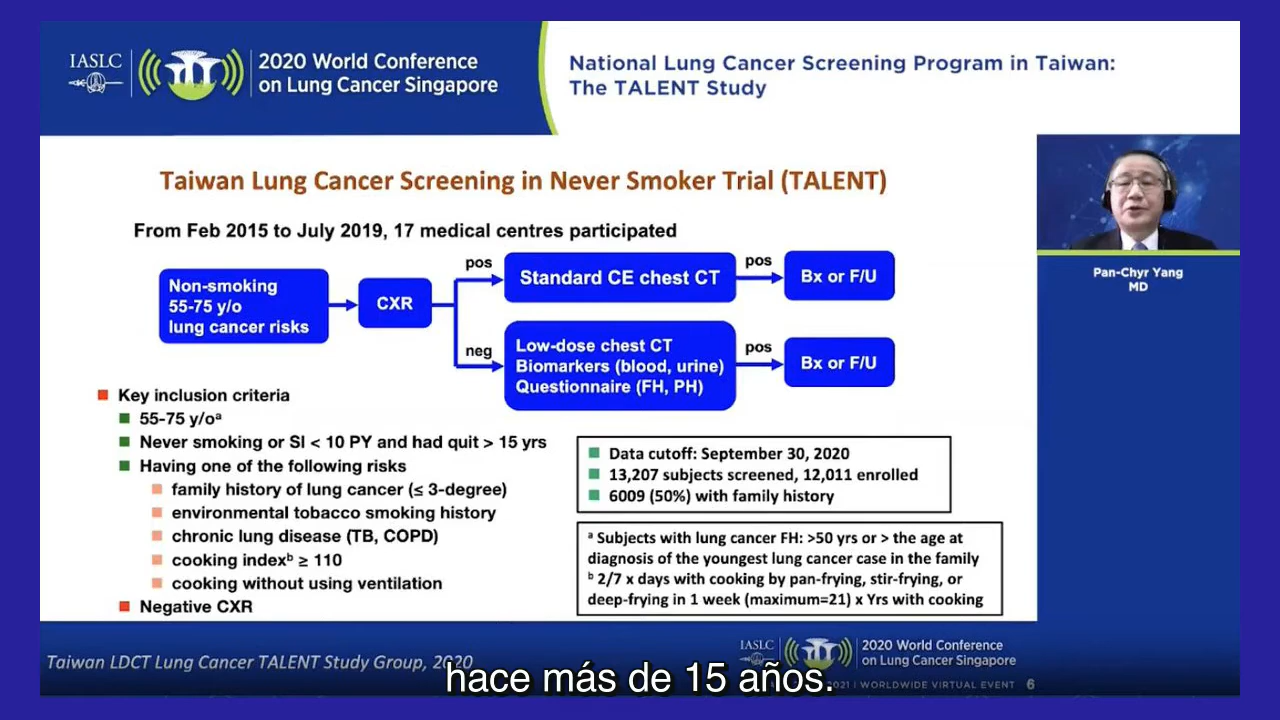 IASLC
2020 World Conference
on Lung Cancer Singapore
National Lung Cancer Screening Program in Taiwan:
The TALENT Study
Taiwan Lung Cancer Screening in Never Smoker Trial (TALENT)
From Feb 2015 to July 2019, 17 medical centres participated
Non-smoking
55-75 y/o
lung cancer risks
CXR
pos
Standard CE chest CT
pos
Bx or F/U
neg
Low-dose chest CT
Biomarkers (blood, urine)
Questionnaire (FH, PH)
pos
Bx or F/U
Pan-Chyr Yang
MD
Key inclusion criteria
55-75 y/oᵃ
Never smoking or SI < 10 PY and had quit > 15 yrs
Having one of the following risks
family history of lung cancer (≤ 3-degree)
environmental tobacco smoking history
chronic lung disease (TB, COPD)
cooking indexᵇ ≥ 110
cooking without using ventilation
Negative CXR
Data cutoff: September 30, 2020
13,207 subjects screened, 12,011 enrolled
6009 (50%) with family history
ᵃ Subjects with lung cancer FH: >50 yrs or > the age at
diagnosis of the youngest lung cancer case in the family
ᵇ 2/7 x days with cooking by pan-frying, stir-frying, or
deep-frying in 1 week (maximum=21) x Yrs with cooking
Taiwan LDCT Lung Cancer TALENT Study Group, 2020
IASLC
2020 World Conference
on Lung Cancer Singapore
2021 | WORLDWIDE VIRTUAL EVENT 6
hace más de 15 años.